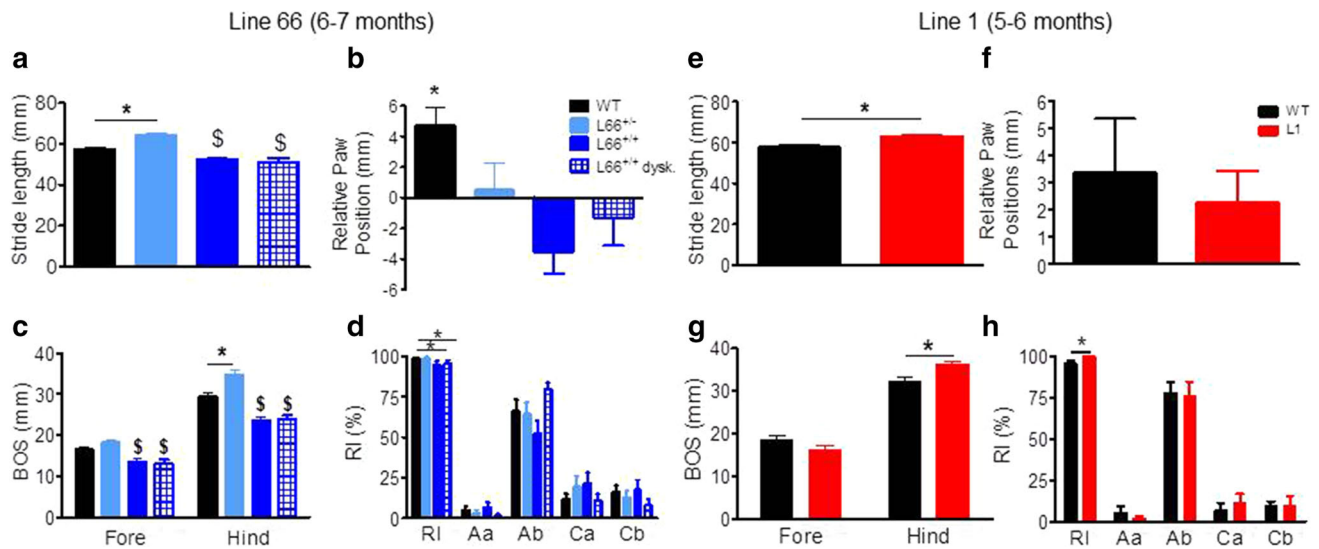 Line 66 (6-7 months)
Line 1 (5-6 months)
a
Stride length (mm)
80
60
40
20
0
*
$
$
b
Relative Paw
Position (mm)
6
4
2
0
-2
-4
-6
*
WT
L66+/-
L66+/+
L66+/+ dysk.
e
Stride length (mm)
80
60
40
20
0
*
f
Relative Paw
Positions (mm)
6
5
4
3
2
1
0
WT
L1
c
BOS (mm)
40
30
20
10
0
*
$ $
$ $
Fore Hind
d
RI (%)
100
75
50
25
0
*
*
RI Aa Ab Ca Cb
g
BOS (mm)
40
30
20
10
0
*
Fore Hind
h
RI (%)
100
75
50
25
0
*
RI Aa Ab Ca Cb